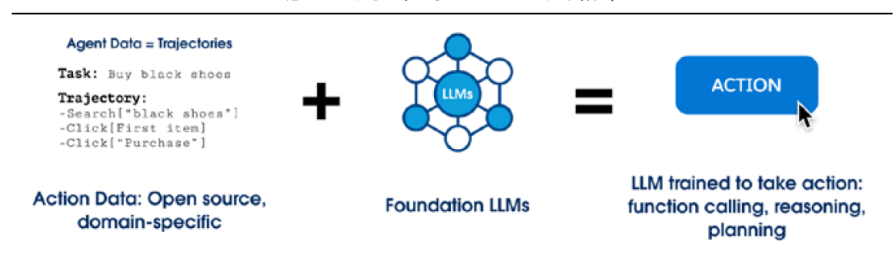 Agent Data = Trajectories
Task: Buy black shoes
Trajectory:
-Search["black shoes"]
-Click[First item]
-Click["Purchase"]
Action Data: Open source,
domain-specific
LLMs
Foundation LLMs
ACTION
LLM trained to take action:
function calling, reasoning,
planning